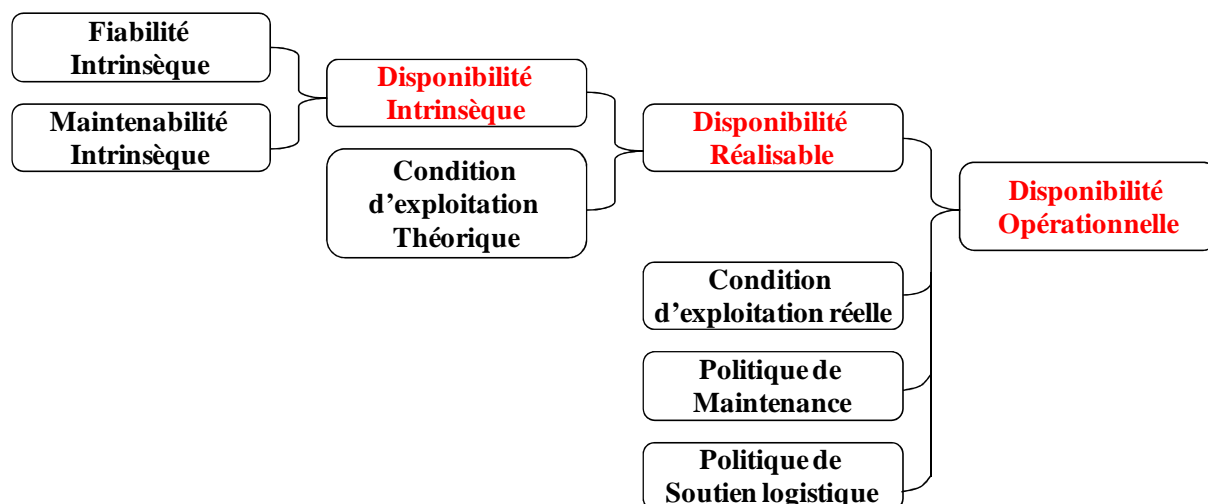 Fiabilité
Intrinsèque
Maintenabilité
Intrinsèque
Disponibilité
Intrinsèque
Condition
d’exploitation
Théorique
Disponibilité
Réalisable
Condition
d’exploitation réelle
Politique de
Maintenance
Politique de
Soutien logistique
Disponibilité
Opérationnelle